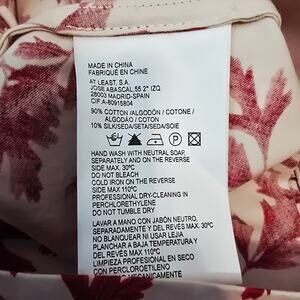 MADE IN CHINA
FABRIQUÉ EN CHINE
AT LEAST, S.A.
JOSE ABASCAL 55 2° IZQ.
28003 MADRID-SPAIN
CIF A-80915804
90% COTTON / ALGODÓN / COTONE /
ALGODÃO / COTON
10% SILK/SEDA/SETA/SEDA/SOIE
HAND WASH WITH NEUTRAL SOAP,
SEPARATELY AND ON THE REVERSE
SIDE MAX. 30ºC
DO NOT BLEACH
COLD IRON ON THE REVERSE
SIDE MAX 110ºC
PROFESSIONAL DRY-CLEANING IN
PERCHLORETHYLENE
DO NOT TUMBLE DRY
LAVAR A MANO CON JABÓN NEUTRO,
SEPARADAMENTE Y DEL REVÉS MAX 30ºC
NO BLANQUEAR NI USAR LEJIA
PLANCHAR A BAJA TEMPERATURA Y
DEL REVÉS MAX 110ºC
LIMPIEZA PROFESIONAL EN SECO
CON PERCLOROETILENO
MECANICAMENTE